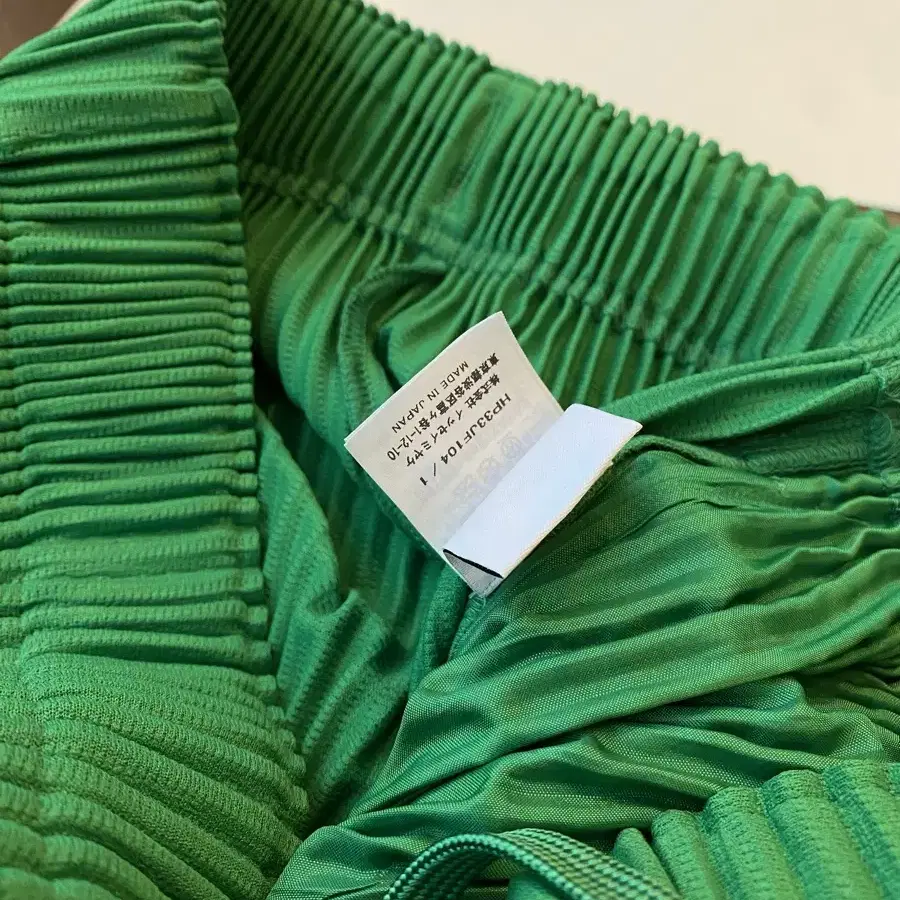 HP33JF104 / 1
株式会社 イッセイミヤケ
東京都渋谷区富ヶ谷1-12-10
MADE IN JAPAN